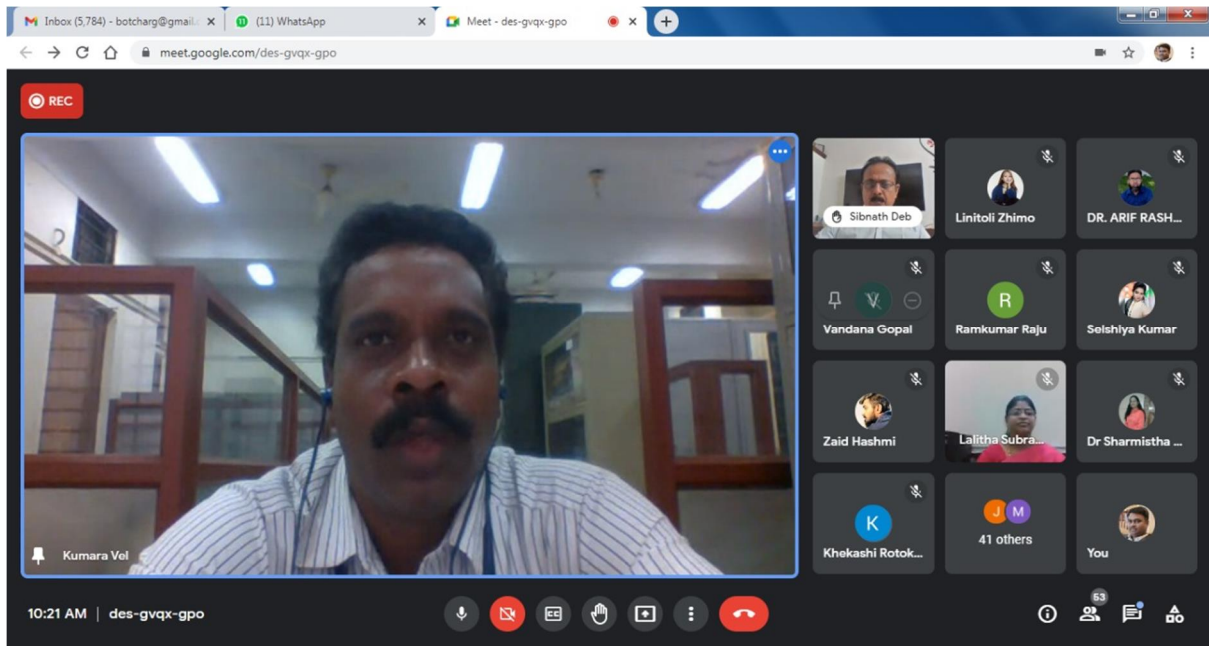 Inbox (5,784) - botcharg@gmail.c
(11) WhatsApp
Meet - des-gvqx-gpo
meet.google.com/des-gvqx-gpo
REC
Sibnath Deb
Linitoli Zhimo
DR. ARIF RASH...
Vandana Gopal
R
Ramkumar Raju
Selshiya Kumar
Zaid Hashmi
Lalitha Subra...
Dr Sharmistha ...
K
Khekashi Rotok...
J M
41 others
You
Kumara Vel
10:21 AM | des-gvqx-gpo
CC
53